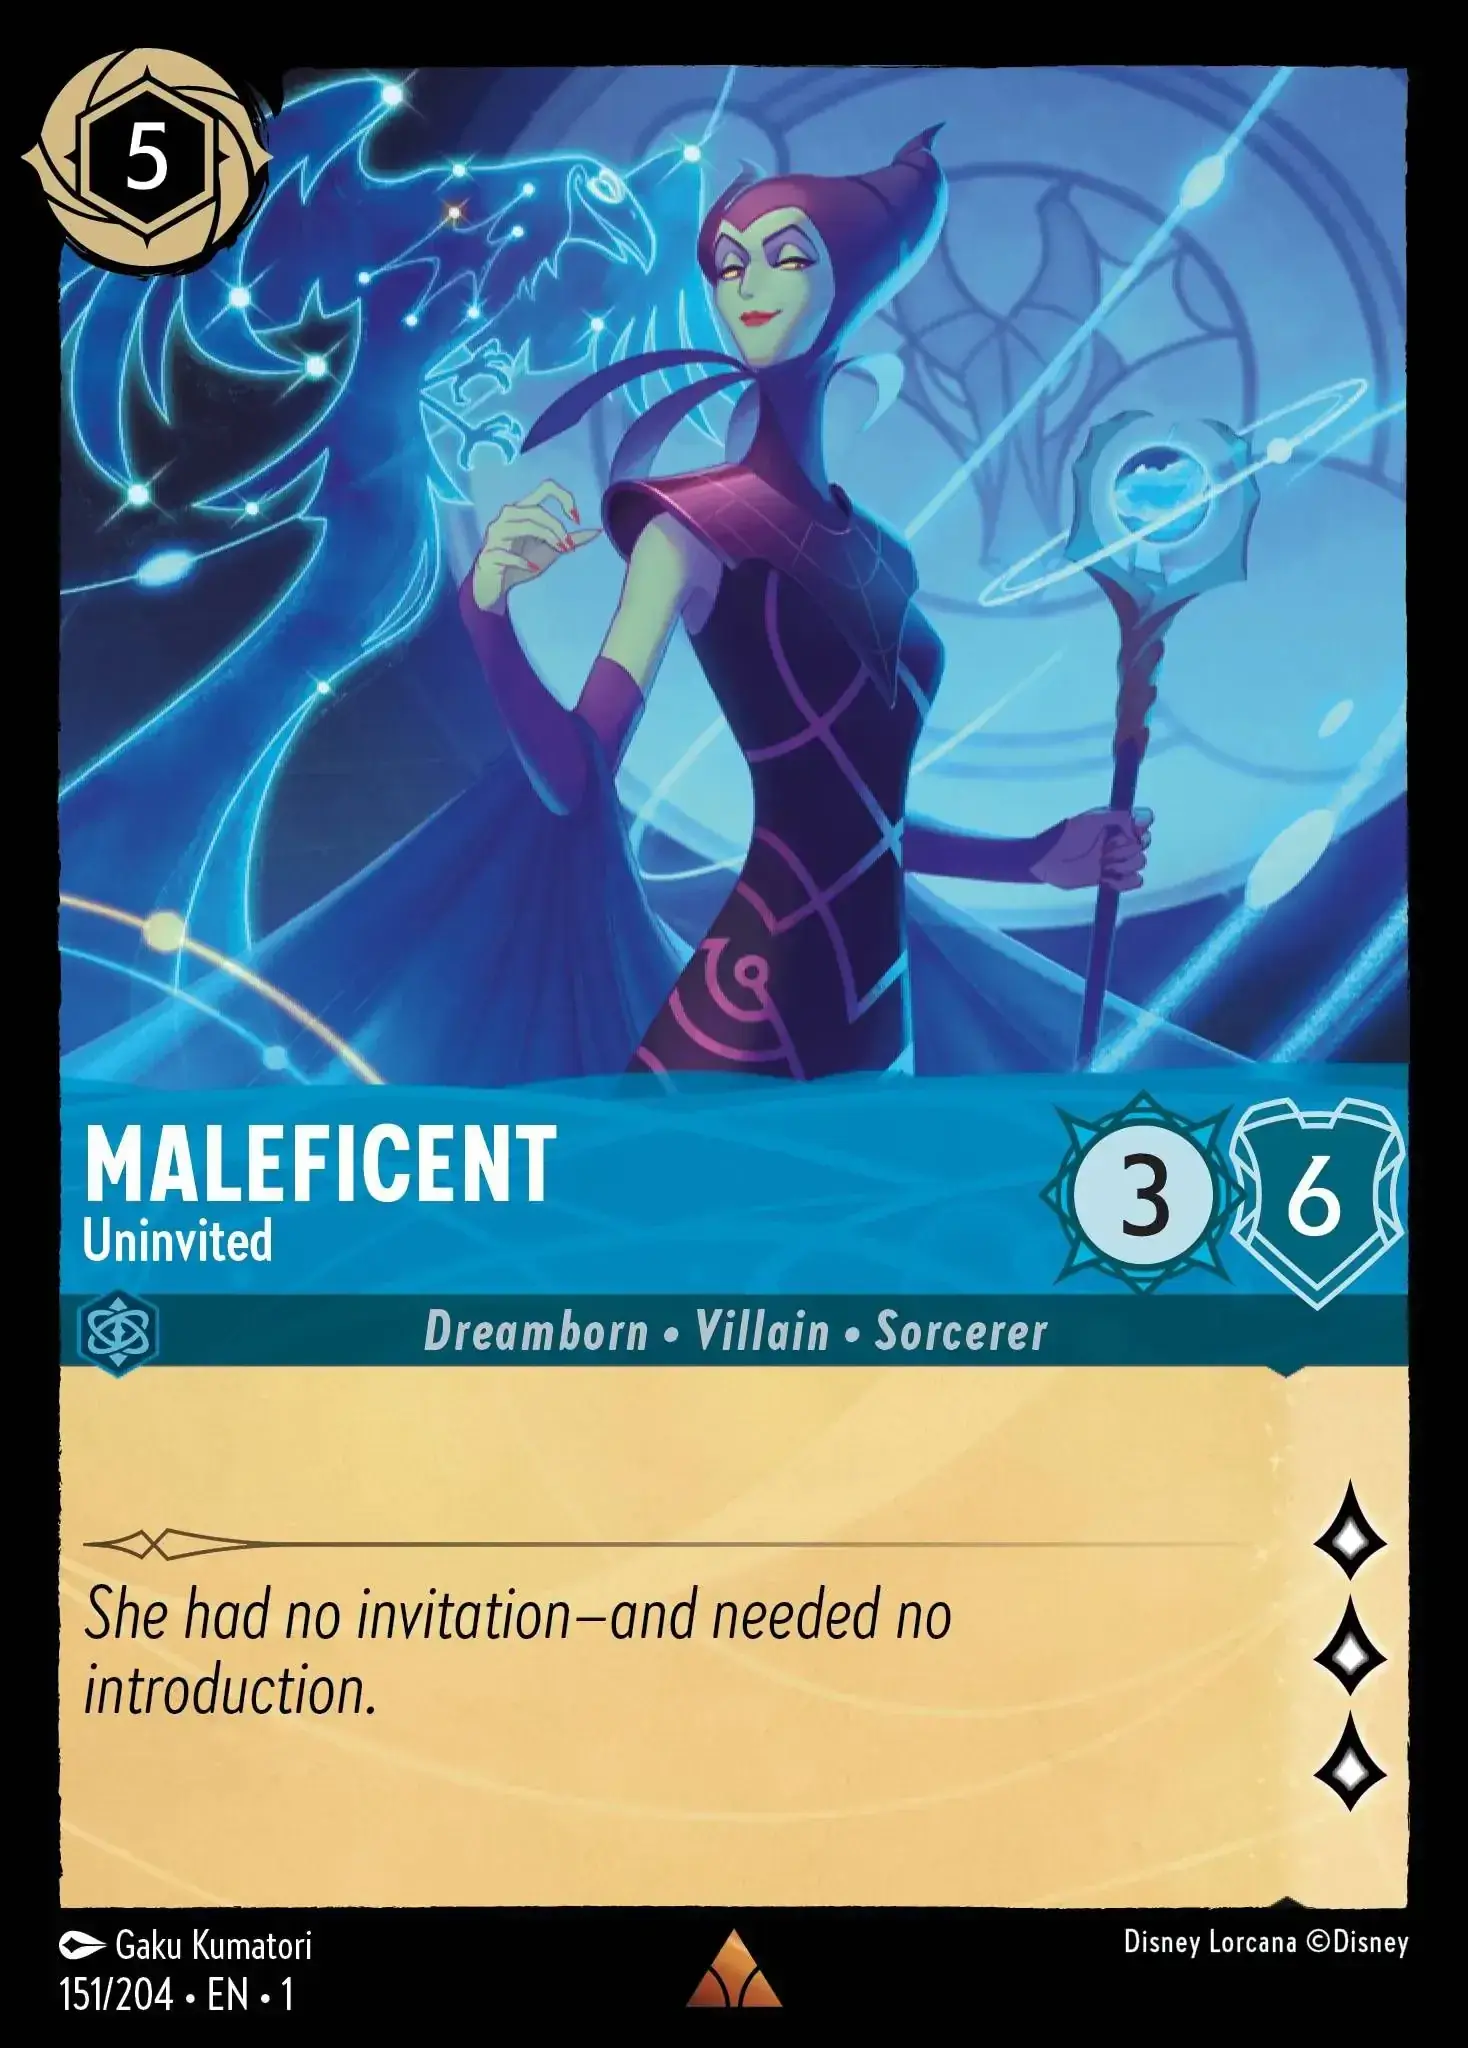 5
MALEFICENT
Uninvited
3
6
Dreamborn • Villain • Sorcerer
She had no invitation–and needed no
introduction.
Gaku Kumatori
151/204 • EN • 1
Disney Lorcana ©Disney